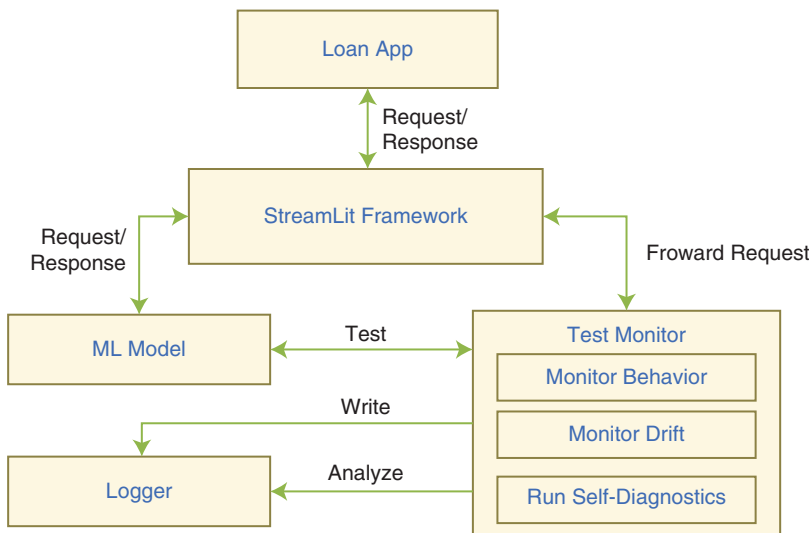 Loan App
Request/
Response
StreamLit Framework
Request/
Response
Froward Request
ML Model
Test
Test Monitor
Monitor Behavior
Write
Monitor Drift
Logger
Analyze
Run Self-Diagnostics